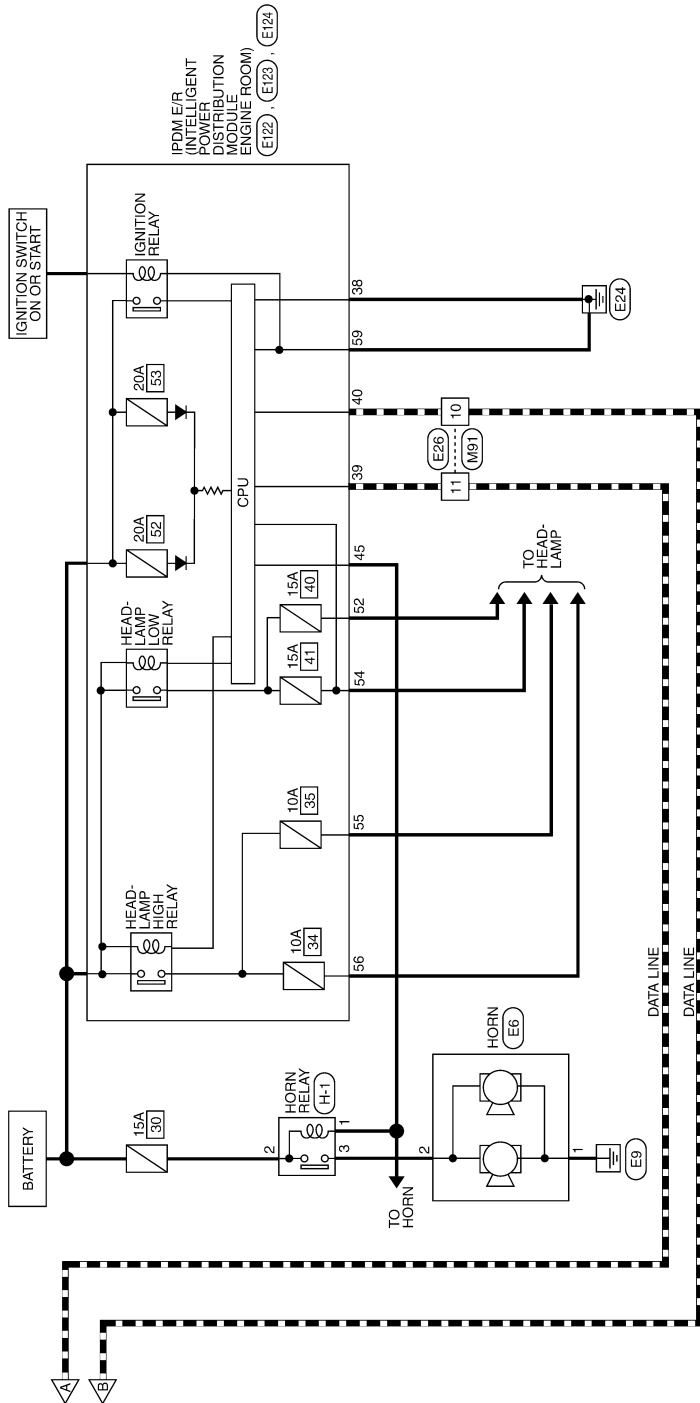 BATTERY
IGNITION SWITCH
ON OR START
IPDM E/R
(INTELLIGENT
POWER
DISTRIBUTION
MODULE
ENGINE ROOM)
E122 , E123 , E124
15A
30
HEAD-
LAMP
HIGH
RELAY
HEAD-
LAMP
LOW
RELAY
20A
52
20A
53
IGNITION
RELAY
CPU
10A
34
10A
35
15A
41
15A
40
HORN
RELAY
H-1
2
1
3
56
55
54
52
45
39
40
59
38
TO
HORN
2
HORN
E6
1
E9
TO
HEAD-
LAMP
11
10
E26
M91
E24
DATA LINE
DATA LINE
A
B